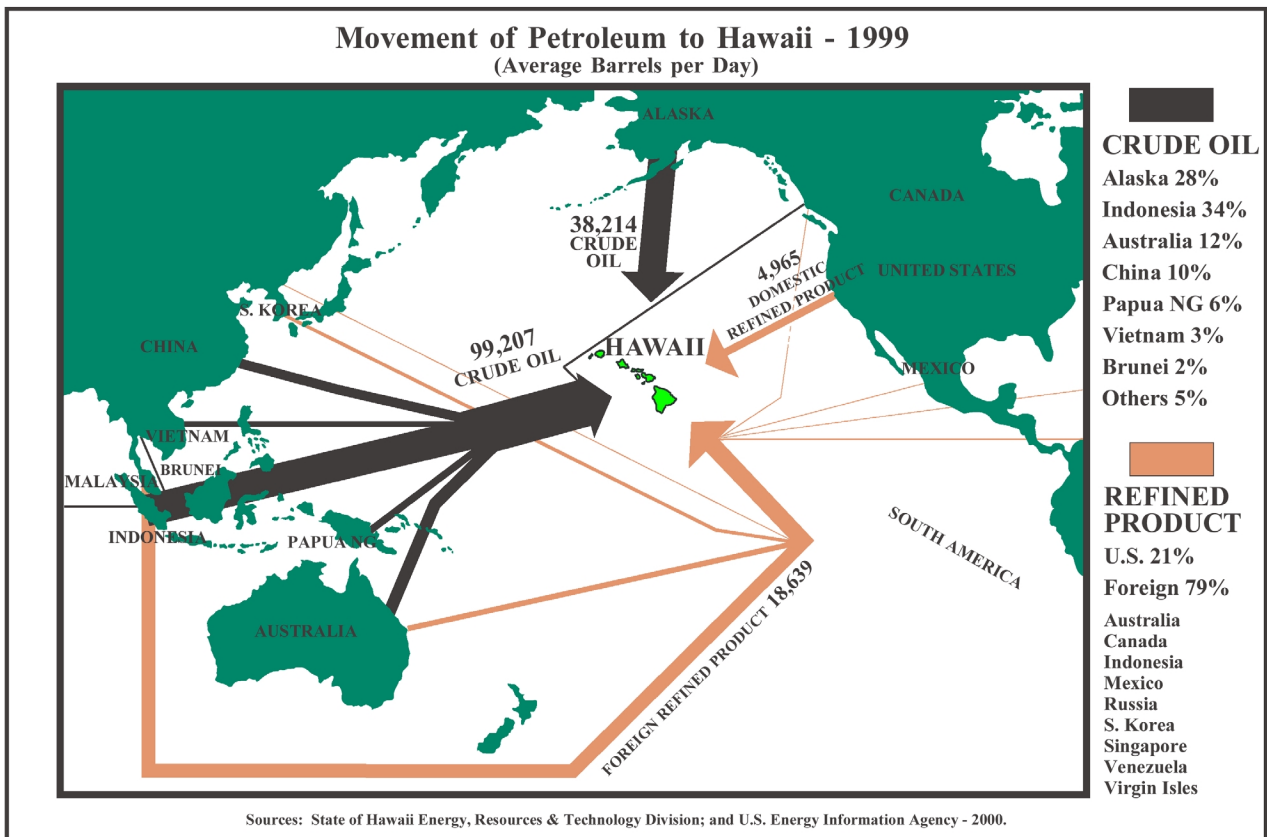 Movement of Petroleum to Hawaii - 1999
(Average Barrels per Day)
ALASKA
CANADA
38,214
CRUDE
OIL
4,965
DOMESTIC
REFINED PRODUCT
UNITED STATES
S. KOREA
CHINA
99,207
CRUDE OIL
HAWAII
MEXICO
VIETNAM
BRUNEI
MALAYSIA
INDONESIA
PAPUA NG
SOUTH AMERICA
AUSTRALIA
FOREIGN REFINED PRODUCT 18,639
CRUDE OIL
Alaska 28%
Indonesia 34%
Australia 12%
China 10%
Papua NG 6%
Vietnam 3%
Brunei 2%
Others 5%
REFINED
PRODUCT
U.S. 21%
Foreign 79%
Australia
Canada
Indonesia
Mexico
Russia
S. Korea
Singapore
Venezuela
Virgin Isles
Sources: State of Hawaii Energy, Resources & Technology Division; and U.S. Energy Information Agency - 2000.